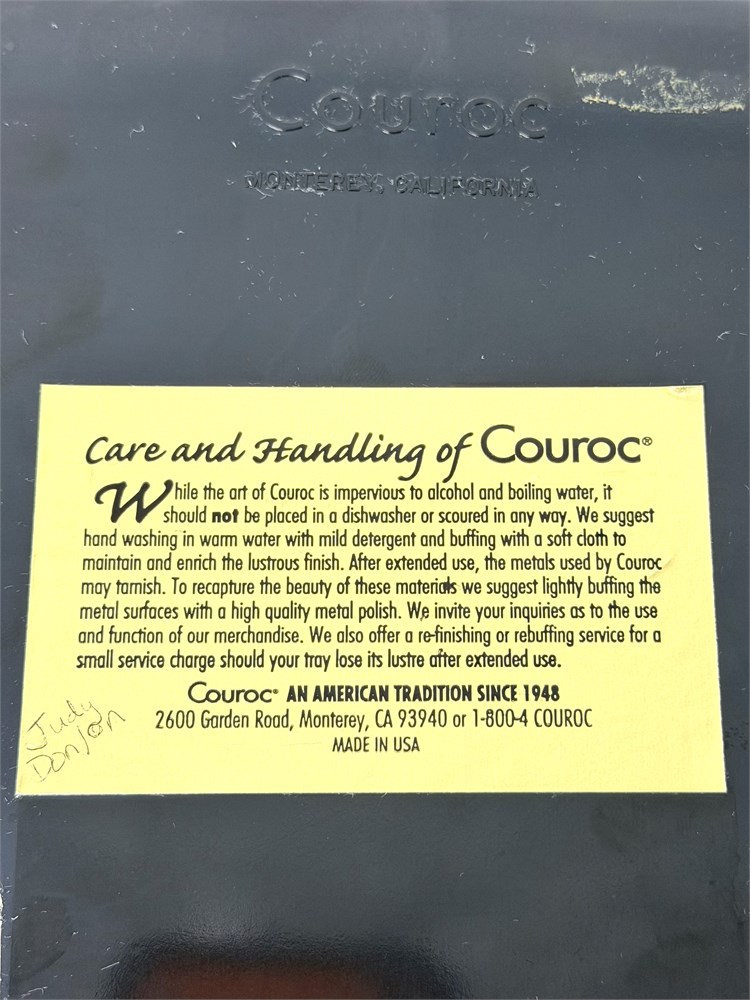 Couroc
MONTEREY, CALIFORNIA
Care and Handling of Couroc®
While the art of Couroc is impervious to alcohol and boiling water, it
should not be placed in a dishwasher or scoured in any way. We suggest
hand washing in warm water with mild detergent and buffing with a soft cloth to
maintain and enrich the lustrous finish. After extended use, the metals used by Couroc
may tarnish. To recapture the beauty of these materials we suggest lightly buffing the
metal surfaces with a high quality metal polish. We invite your inquiries as to the use
and function of our merchandise. We also offer a re-finishing or rebuffing service for a
small service charge should your tray lose its lustre after extended use.
Couroc® AN AMERICAN TRADITION SINCE 1948
2600 Garden Road, Monterey, CA 93940 or 1-800-4 COUROC
MADE IN USA
Judy
Donlon